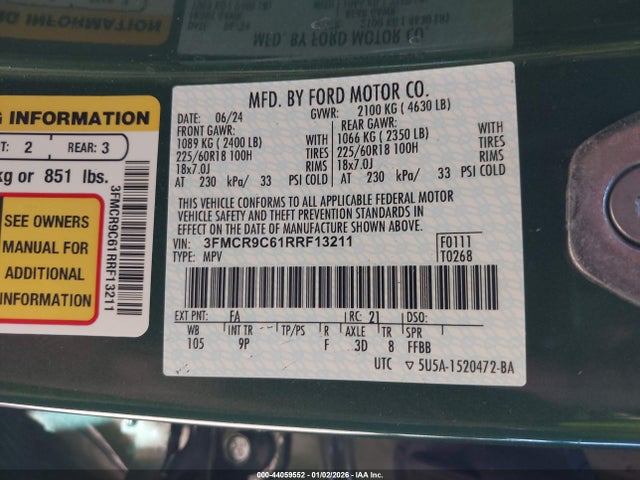 MFD. BY FORD MOTOR CO.
DATE: 06/24 GVWR: 2100 KG ( 4630 LB)
FRONT GAWR: REAR GAWR:
1089 KG ( 2400 LB) WITH 1066 KG ( 2350 LB) WITH
225/60R18 100H TIRES 225/60R18 100H TIRES
18x7.0J RIMS 18x7.0J RIMS
AT 230 kPa/ 33 PSI COLD AT 230 kPa/ 33 PSI COLD
THIS VEHICLE CONFORMS TO ALL APPLICABLE FEDERAL MOTOR
VEHICLE SAFETY AND THEFT PREVENTION STANDARDS IN
EFFECT ON THE DATE OF MANUFACTURE SHOWN ABOVE.
VIN: 3FMCR9C61RRF13211 F0111
TYPE: MPV T0268
EXT PNT: FA RC: 21 DSO:
WB INT TR TP/PS R AXLE TR SPR
105 9P F 3D 8 FFBB
UTC ▽ 5U5A-1520472-BA
INFORMATION
2 REAR: 3
kg or 851 lbs.
SEE OWNERS
MANUAL FOR
ADDITIONAL
INFORMATION
3FMCR9C61RRF13211
000-44059552 - 01/02/2026 - IAA Inc.